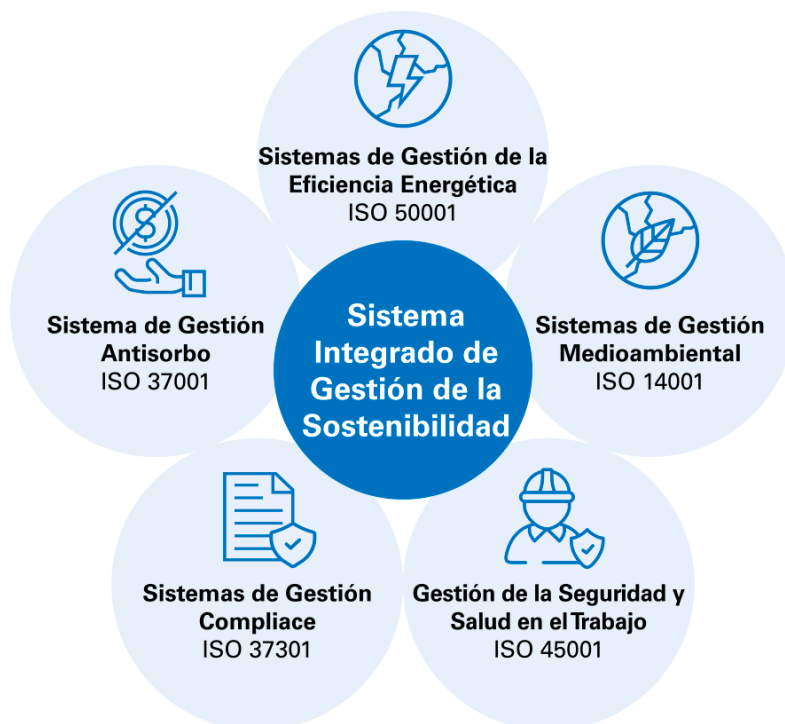 Sistemas de Gestión de la
Eficiencia Energética
ISO 50001
Sistema de Gestión
Antisorbo
ISO 37001
Sistema
Integrado de
Gestión de la
Sostenibilidad
Sistemas de Gestión
Medioambiental
ISO 14001
Sistemas de Gestión
Compliace
ISO 37301
Gestión de la Seguridad y
Salud en el Trabajo
ISO 45001